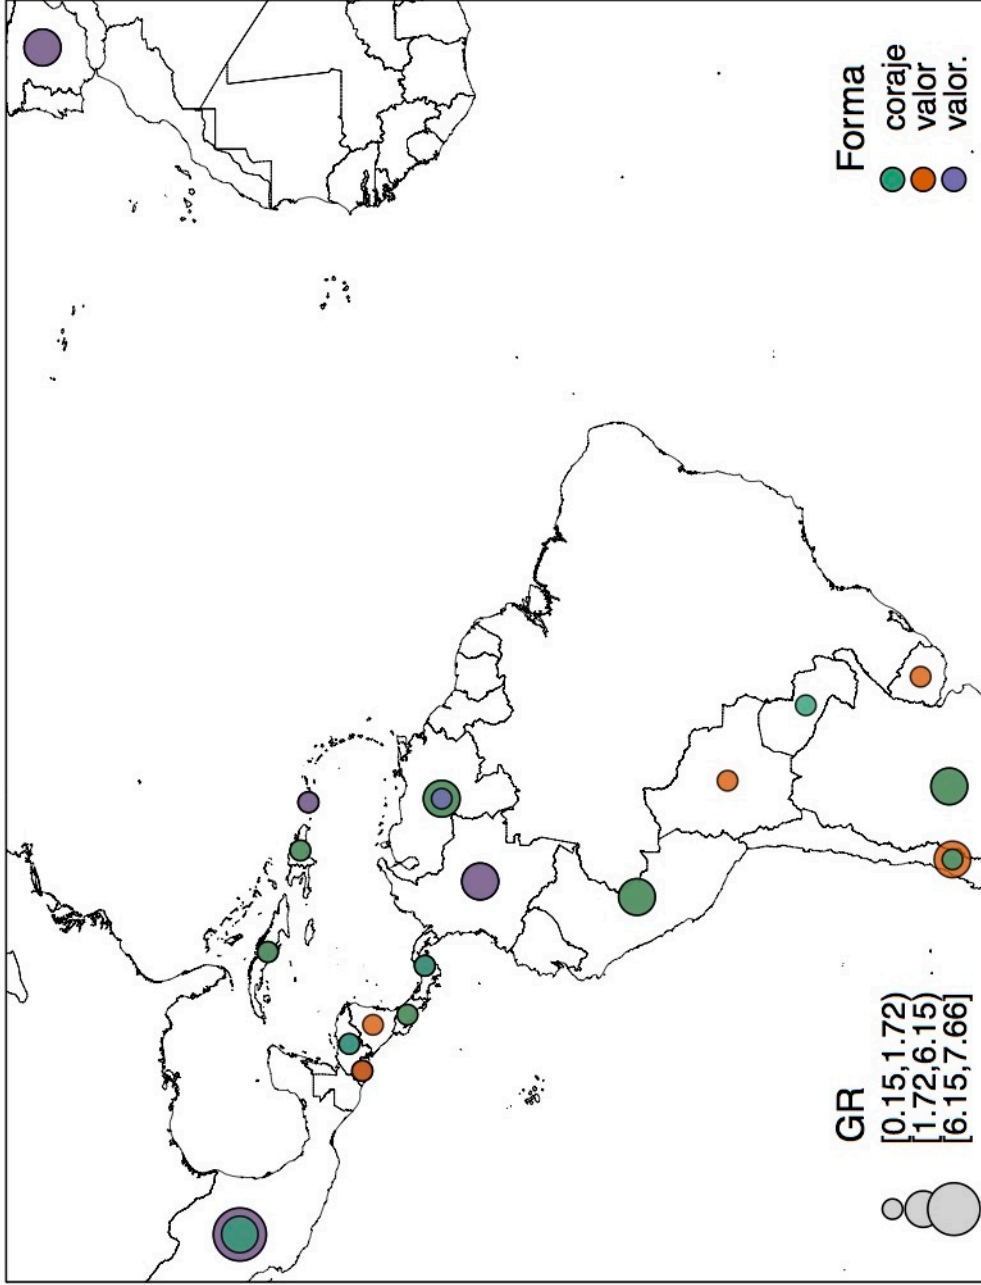 GR
[0.15,1.72)
[1.72,6.15)
[6.15,7.66]
Forma
coraje
valor
valor.